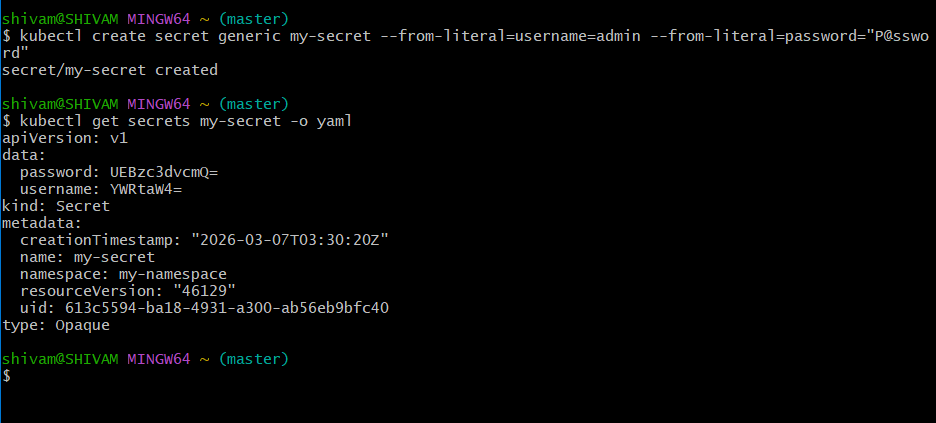 shivam@SHIVAM MINGW64 ~ (master)
$ kubectl create secret generic my-secret --from-literal=username=admin --from-literal=password="P@sswo
rd"
secret/my-secret created
shivam@SHIVAM MINGW64 ~ (master)
$ kubectl get secrets my-secret -o yaml
apiVersion: v1
data:
  password: UEBzc3dvcmQ=
  username: YWRtaW4=
kind: Secret
metadata:
  creationTimestamp: "2026-03-07T03:30:20Z"
  name: my-secret
  namespace: my-namespace
  resourceVersion: "46129"
  uid: 613c5594-ba18-4931-a300-ab56eb9bfc40
type: Opaque
shivam@SHIVAM MINGW64 ~ (master)
$